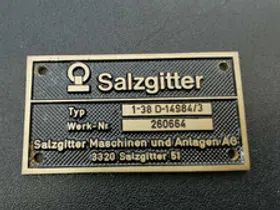 Salzgitter
Typ 1-38 D-14984/3
Werk-Nr 260664
Salzgitter Maschinen und Anlagen AG
3320 Salzgitter 51